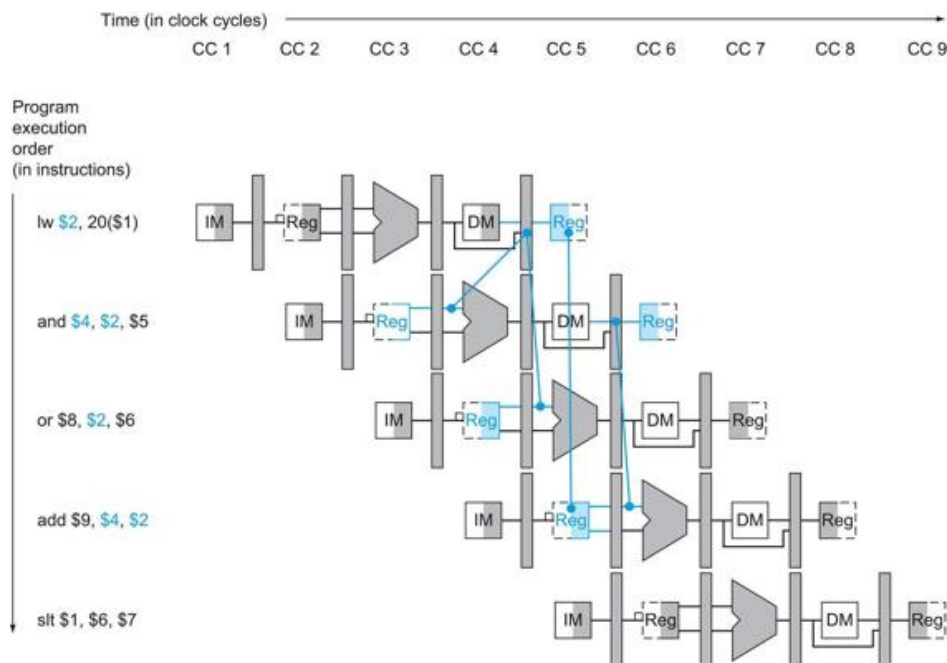 Time (in clock cycles)
CC 1 CC 2 CC 3 CC 4 CC 5 CC 6 CC 7 CC 8 CC 9
Program
execution
order
(in instructions)
lw $2, 20($1) IM Reg DM Reg
and $4, $2, $5 IM Reg DM Reg
or $8, $2, $6 IM Reg DM Reg
add $9, $4, $2 IM Reg DM Reg
slt $1, $6, $7 IM Reg DM Reg